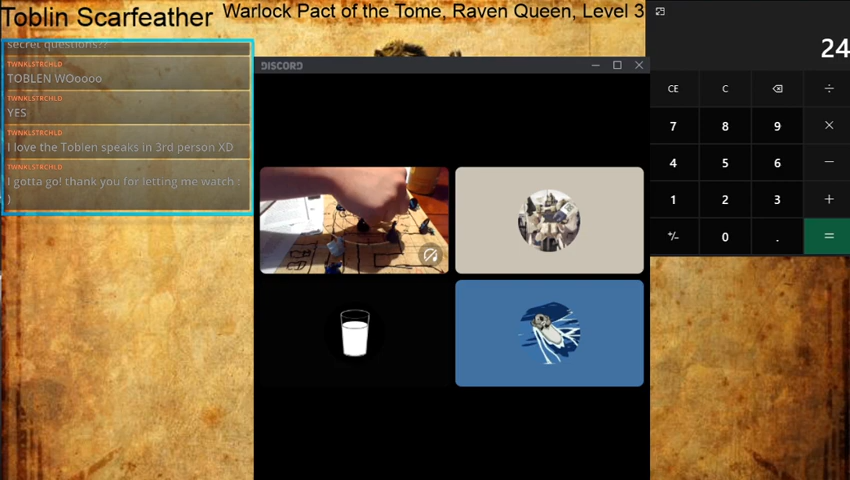 Toblin Scarfeather
Warlock Pact of the Tome, Raven Queen, Level 3
secret questions??
TWNKLSTRCHLD
TOBLEN WOoooo
TWNKLSTRCHLD
YES
TWNKLSTRCHLD
I love the Toblen speaks in 3rd person XD
TWNKLSTRCHLD
I gotta go! thank you for letting me watch :
)
DISCORD
24
CE C ÷
7 8 9 ×
4 5 6 −
1 2 3 +
+/− 0 . =